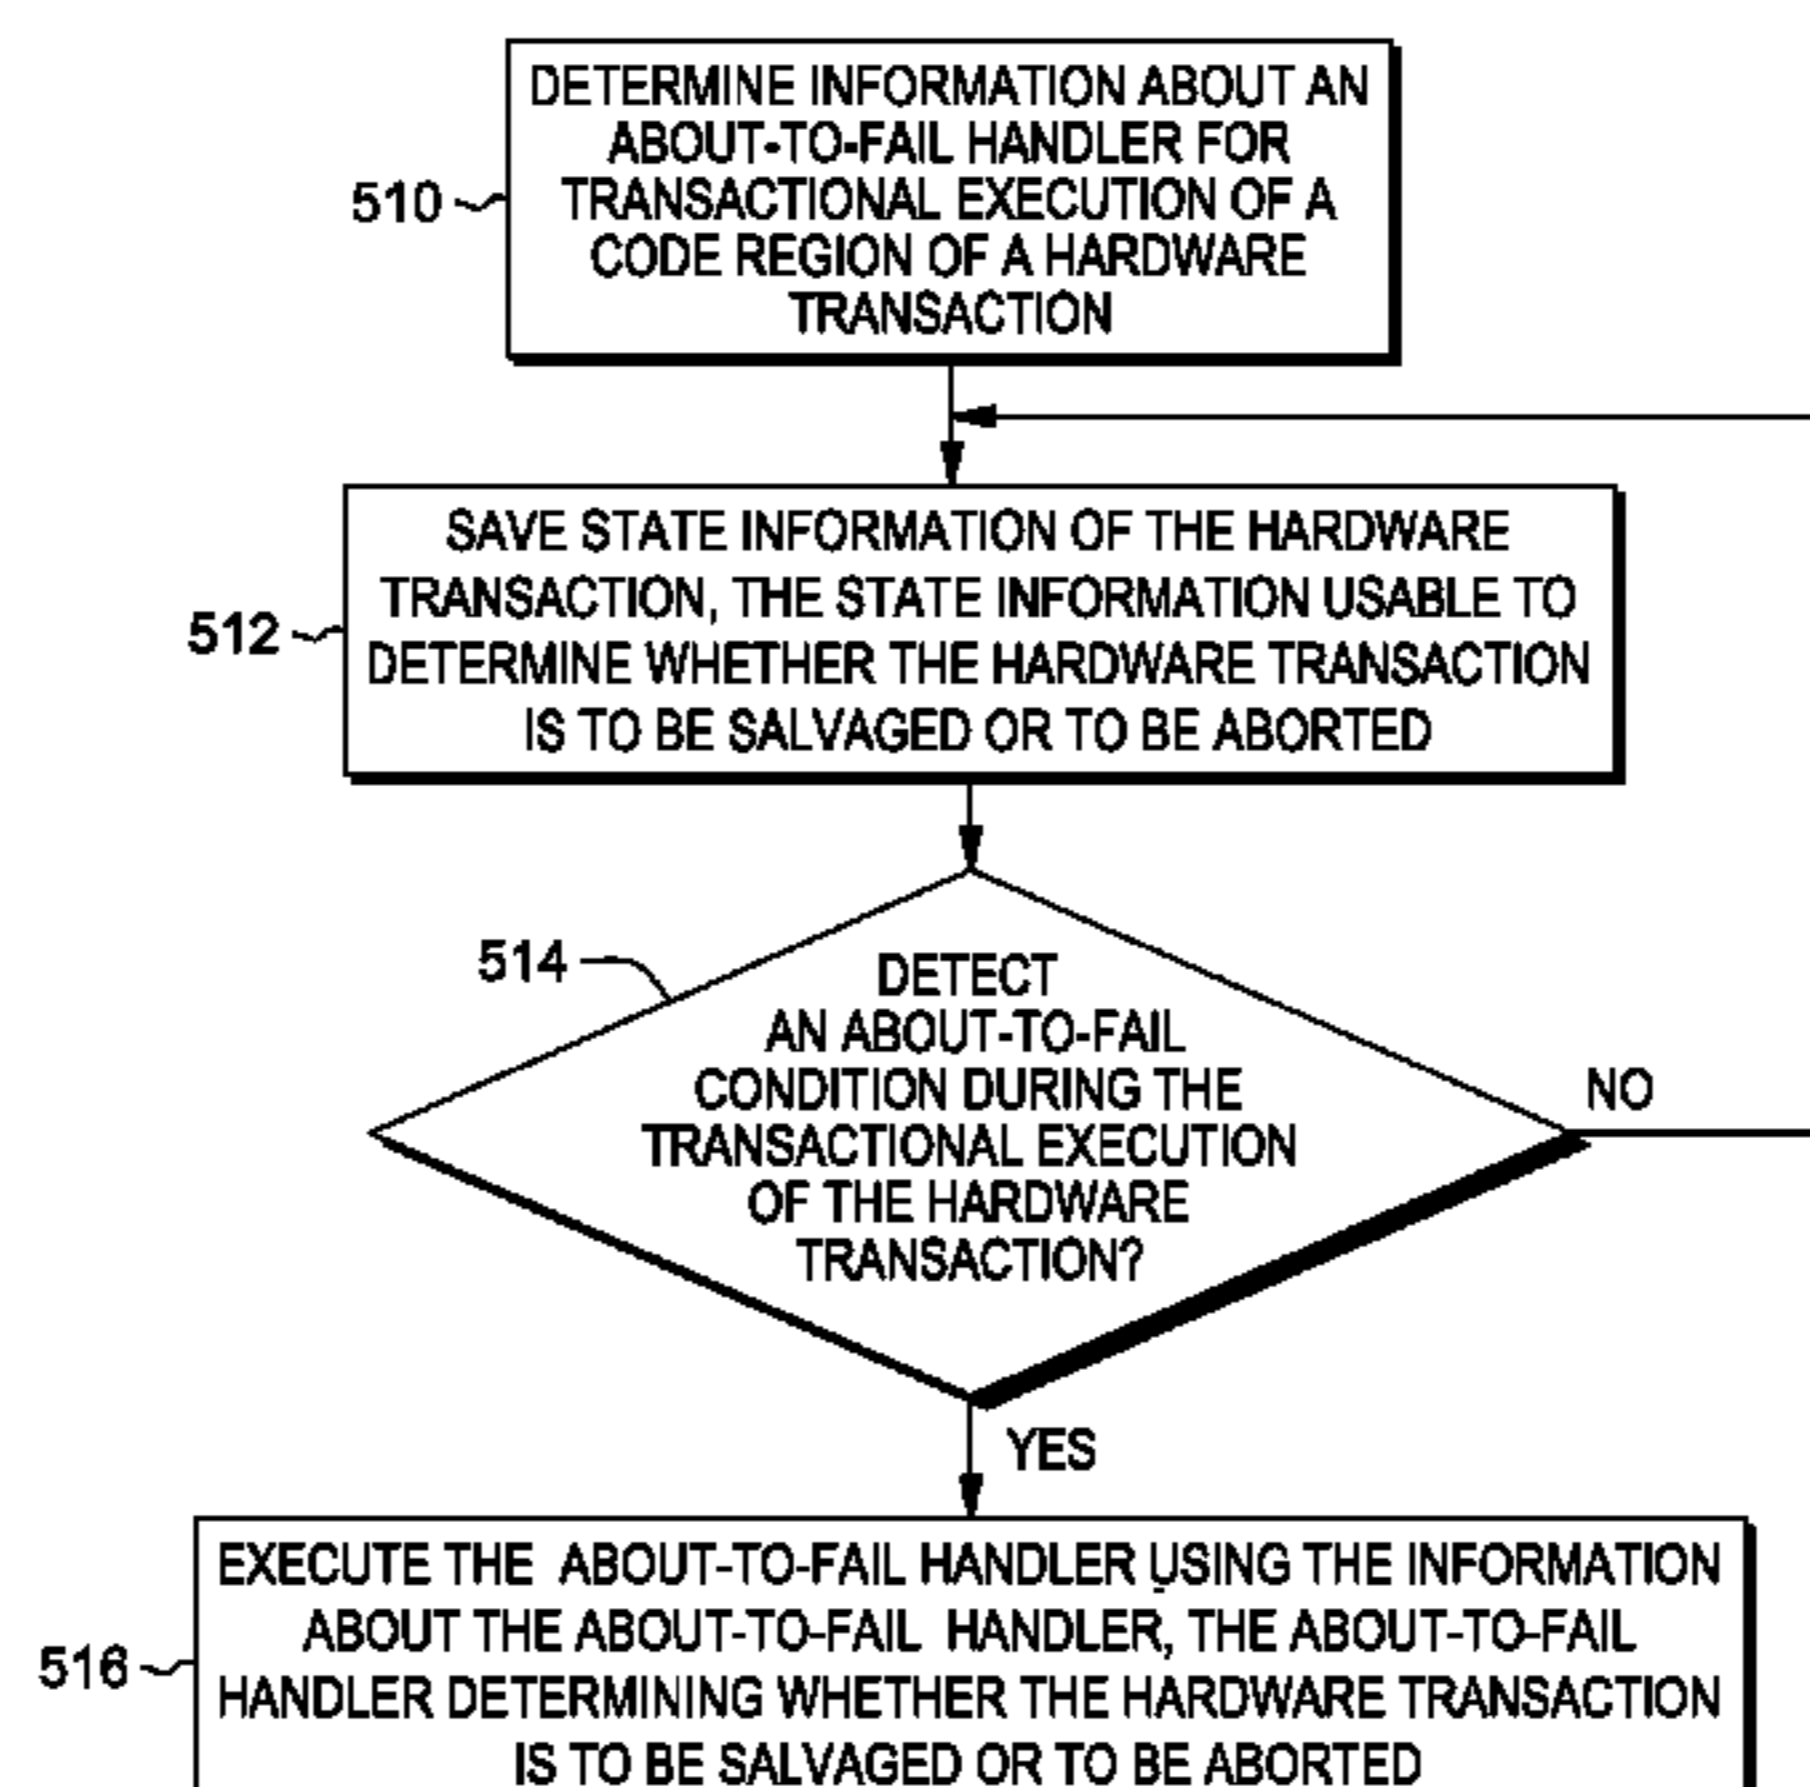 DETERMINE INFORMATION ABOUT AN
ABOUT-TO-FAIL HANDLER FOR
TRANSACTIONAL EXECUTION OF A
CODE REGION OF A HARDWARE
TRANSACTION
510
SAVE STATE INFORMATION OF THE HARDWARE
TRANSACTION, THE STATE INFORMATION USABLE TO
DETERMINE WHETHER THE HARDWARE TRANSACTION
IS TO BE SALVAGED OR TO BE ABORTED
512
514
DETECT
AN ABOUT-TO-FAIL
CONDITION DURING THE
TRANSACTIONAL EXECUTION
OF THE HARDWARE
TRANSACTION?
NO
YES
EXECUTE THE ABOUT-TO-FAIL HANDLER USING THE INFORMATION
ABOUT THE ABOUT-TO-FAIL HANDLER, THE ABOUT-TO-FAIL
HANDLER DETERMINING WHETHER THE HARDWARE TRANSACTION
IS TO BE SALVAGED OR TO BE ABORTED
516